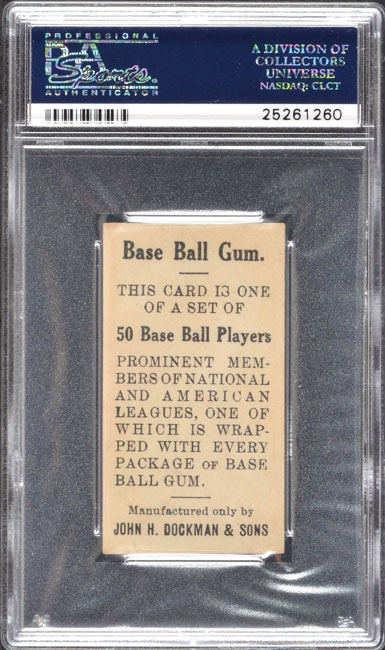 PROFESSIONAL
PSA
Sports
AUTHENTICATOR
A DIVISION OF
COLLECTORS
UNIVERSE
NASDAQ: CLCT
25261260
Base Ball Gum.
THIS CARD IS ONE
OF A SET OF
50 Base Ball Players
PROMINENT MEM-
BERS OF NATIONAL
AND AMERICAN
LEAGUES, ONE OF
WHICH IS WRAP-
PED WITH EVERY
PACKAGE OF BASE
BALL GUM.
Manufactured only by
JOHN H. DOCKMAN & SONS